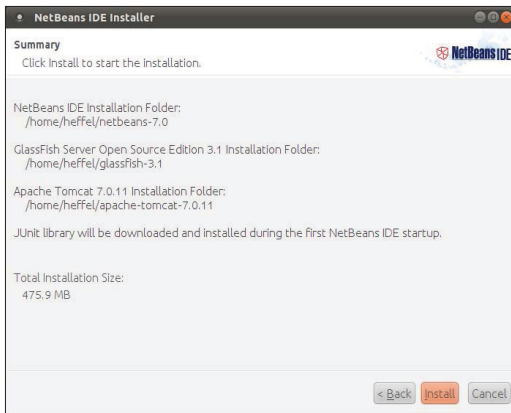 NetBeans IDE Installer
Summary
Click Install to start the installation.
NetBeans IDE
NetBeans IDE Installation Folder:
/home/heffel/netbeans-7.0
GlassFish Server Open Source Edition 3.1 Installation Folder:
/home/heffel/glassfish-3.1
Apache Tomcat 7.0.11 Installation Folder:
/home/heffel/apache-tomcat-7.0.11
JUnit library will be downloaded and installed during the first NetBeans IDE startup.
Total Installation Size:
475.9 MB
< Back Install Cancel